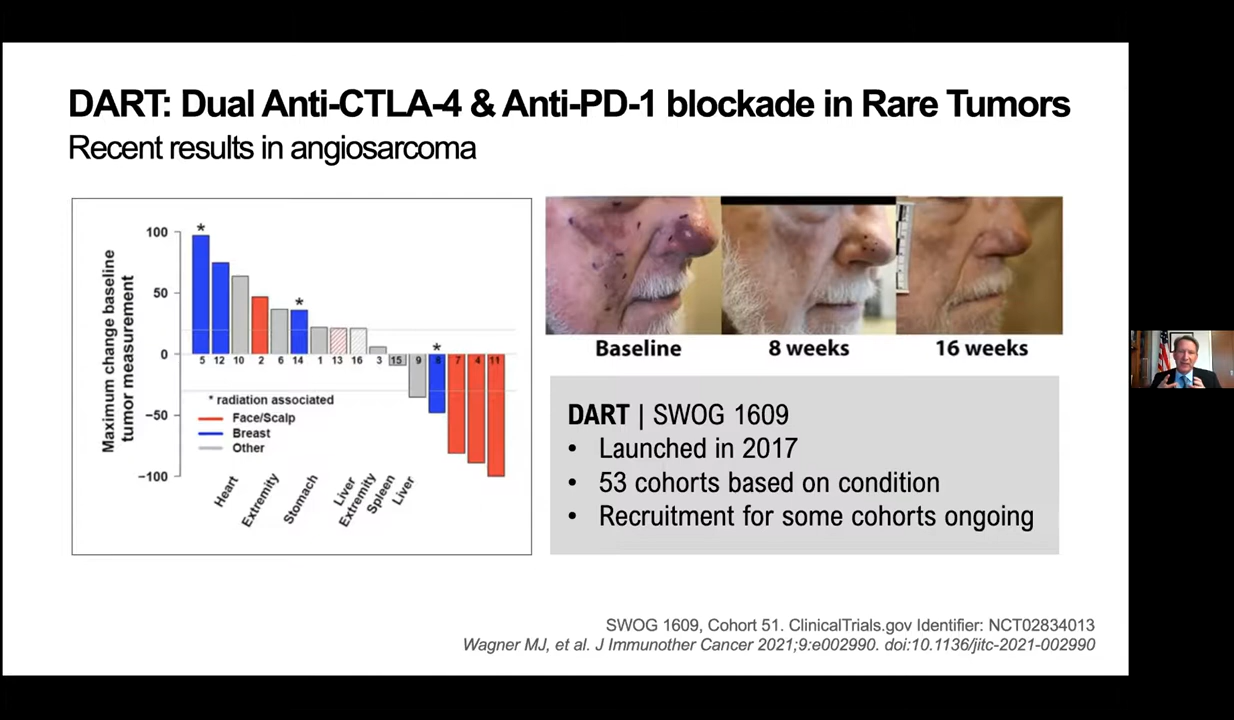 DART: Dual Anti-CTLA-4 & Anti-PD-1 blockade in Rare Tumors
Recent results in angiosarcoma
Maximum change baseline
tumor measurement
100
50
0
−50
−100
*
*
*
5 12 10 2 6 14 1 13 16 3 15 9 8 7 4 11
* radiation associated
Face/Scalp
Breast
Other
Heart
Extremity
Stomach
Liver
Extremity
Spleen
Liver
Baseline
8 weeks
16 weeks
DART | SWOG 1609
• Launched in 2017
• 53 cohorts based on condition
• Recruitment for some cohorts ongoing
SWOG 1609, Cohort 51. ClinicalTrials.gov Identifier: NCT02834013
Wagner MJ, et al. J Immunother Cancer 2021;9:e002990. doi:10.1136/jitc-2021-002990